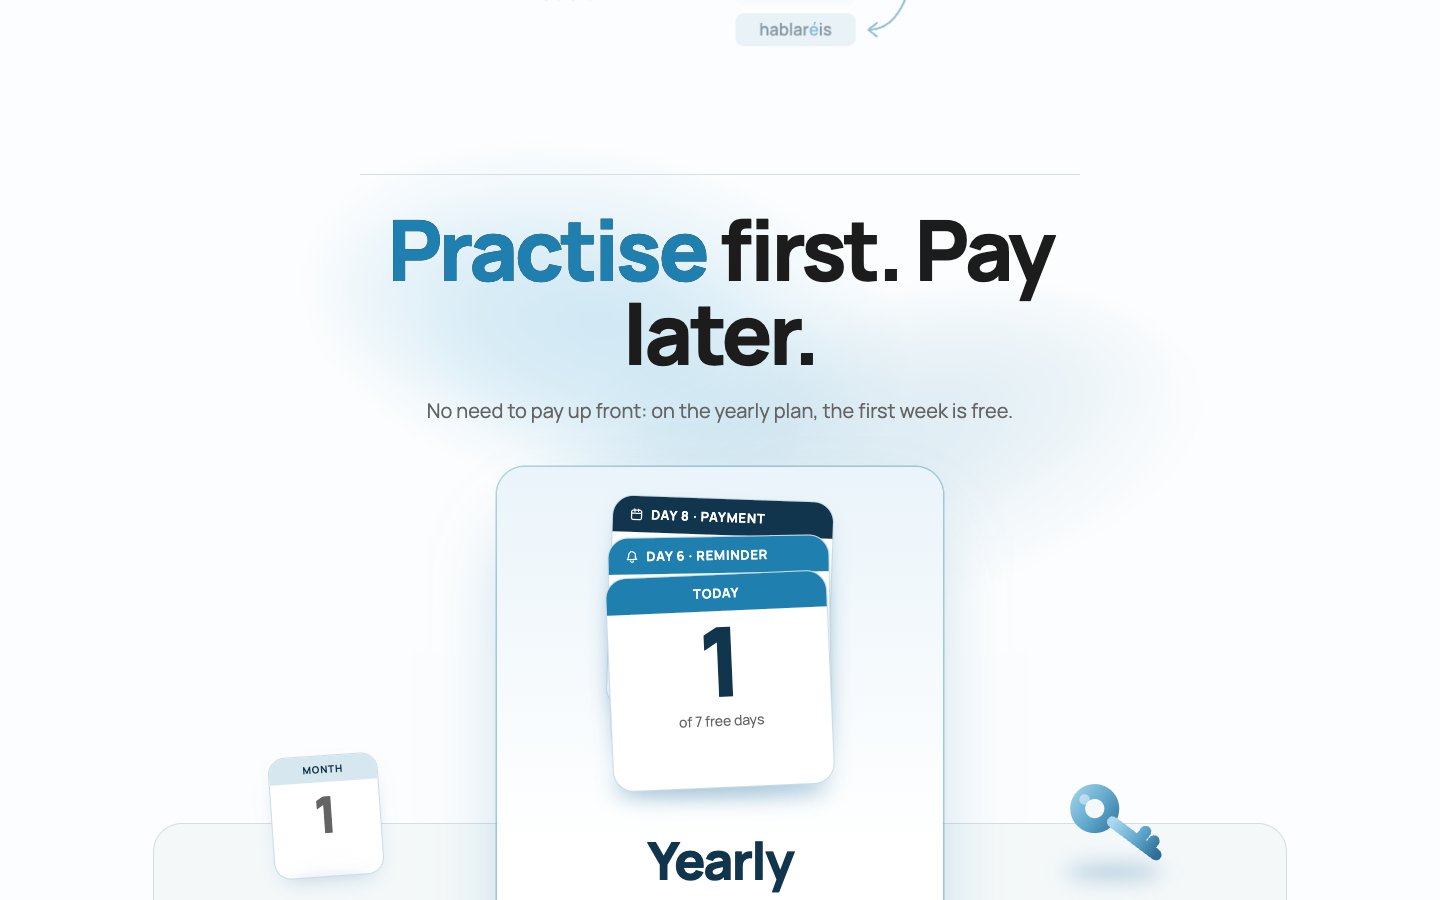 hablaréis
Practise first. Pay
later.
No need to pay up front: on the yearly plan, the first week is free.
DAY 8 · PAYMENT
DAY 6 · REMINDER
TODAY
1
of 7 free days
MONTH
1
Yearly